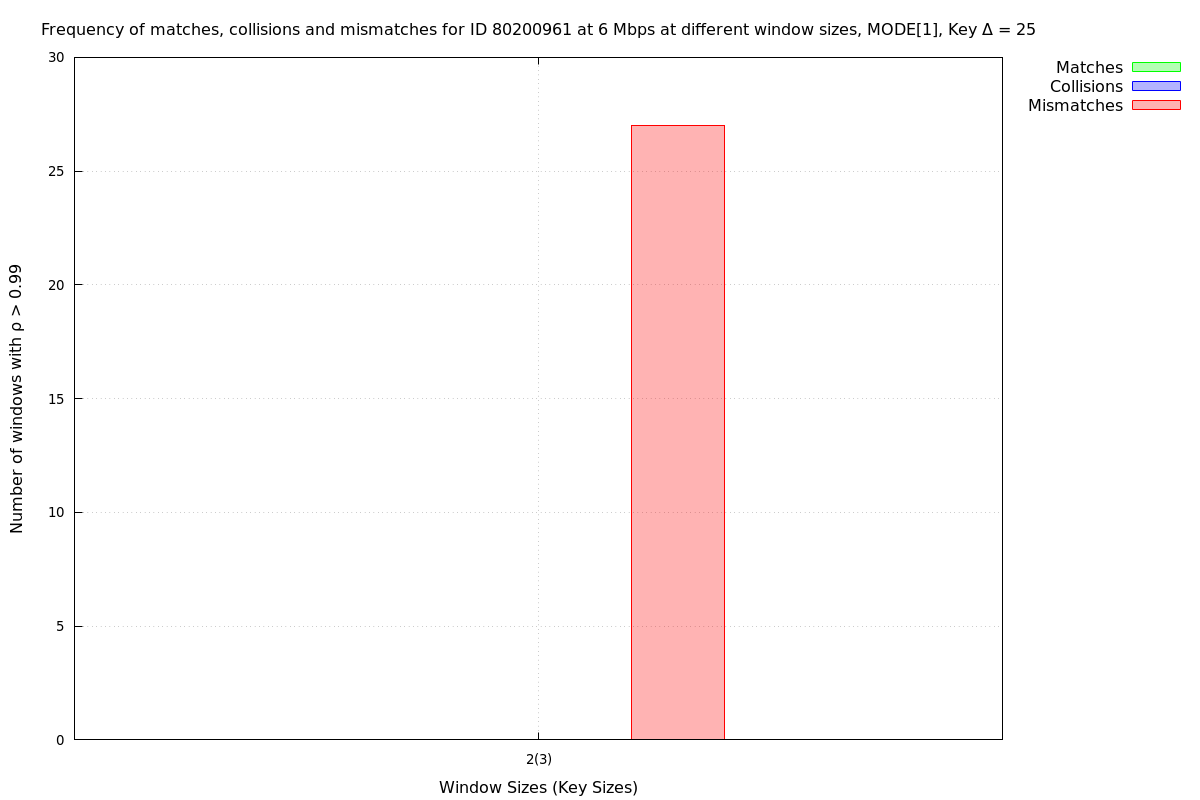 Frequency of matches, collisions and mismatches for ID 80200961 at 6 Mbps at different window sizes, MODE[1], Key Δ = 25
Matches
Collisions
Mismatches
30
25
20
15
10
5
0
Number of windows with ρ > 0.99
2(3)
Window Sizes (Key Sizes)